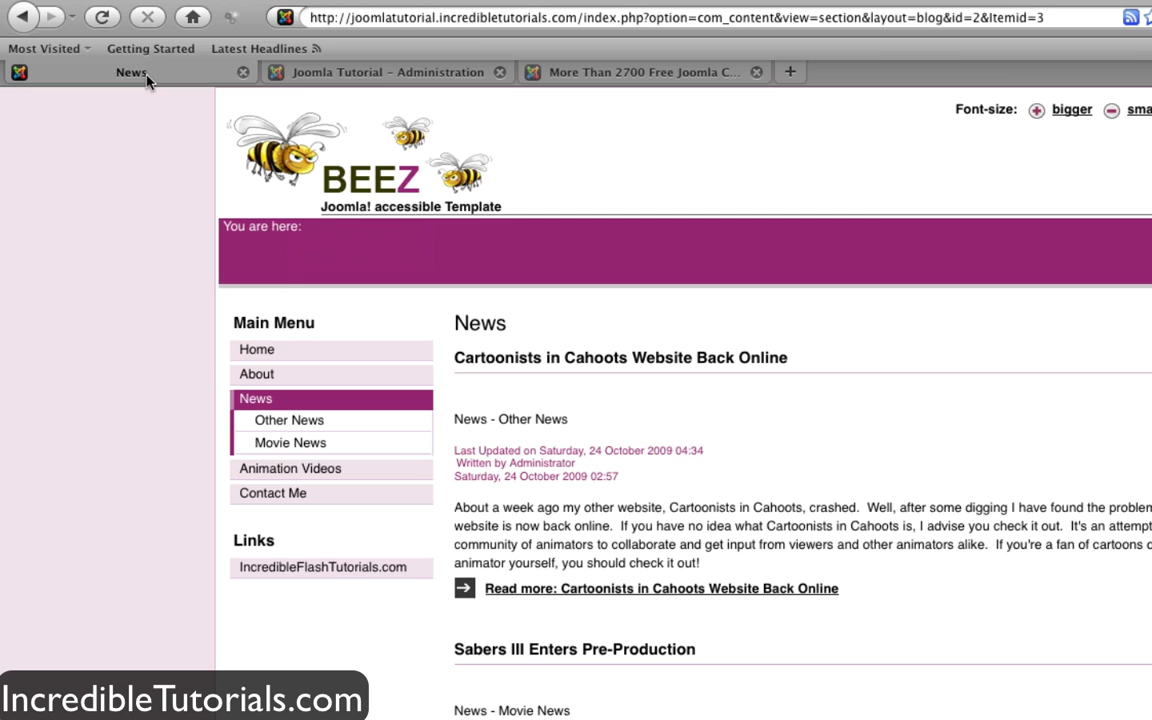 http://joomlatutorial.incredibletutorials.com/index.php?option=com_content&view=section&layout=blog&id=2&Itemid=3
Most Visited Getting Started Latest Headlines
News Joomla Tutorial - Administration More Than 2700 Free Joomla C...
Font-size: bigger sma
BEEZ
Joomla! accessible Template
You are here:
Main Menu
Home
About
News
Other News
Movie News
Animation Videos
Contact Me
Links
IncredibleFlashTutorials.com
News
Cartoonists in Cahoots Website Back Online
News - Other News
Last Updated on Saturday, 24 October 2009 04:34
Written by Administrator
Saturday, 24 October 2009 02:57
About a week ago my other website, Cartoonists in Cahoots, crashed. Well, after some digging I have found the problem
website is now back online. If you have no idea what Cartoonists in Cahoots is, I advise you check it out. It's an attempt
community of animators to collaborate and get input from viewers and other animators alike. If you're a fan of cartoons
animator yourself, you should check it out!
Read more: Cartoonists in Cahoots Website Back Online
Sabers III Enters Pre-Production
News - Movie News
IncredibleTutorials.com